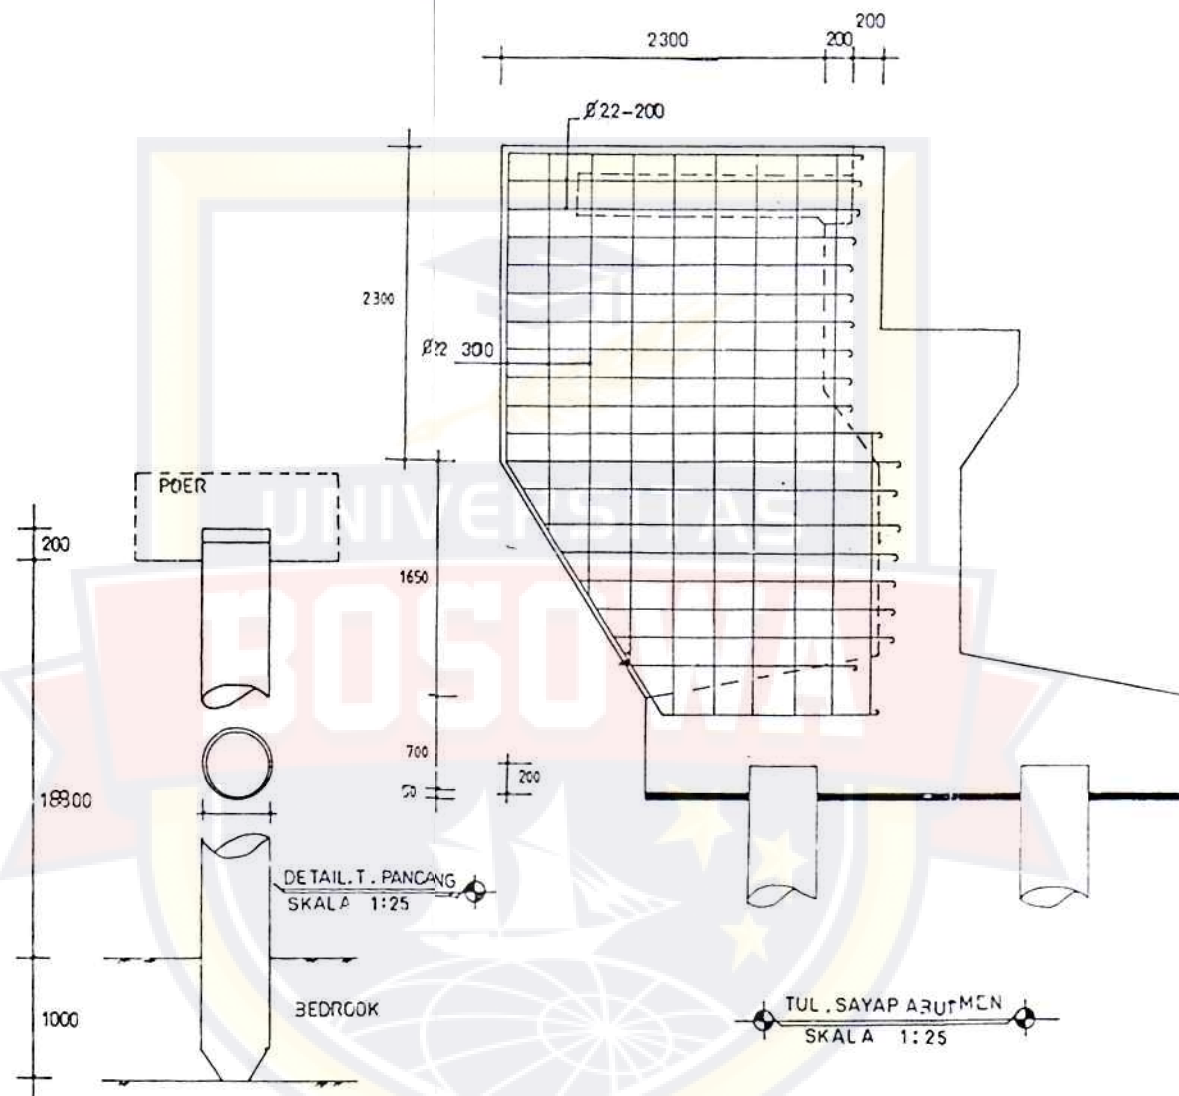 200
2300
200
Ø22-200
2300
Ø22 300
POER
UNIVERSITAS
200
1650
BOSOWA
700
200
50
18800
DETAIL.T. PANCANG
SKALA 1:25
BEDROOK
1000
TUL. SAYAP ABUTMEN
SKALA 1:25